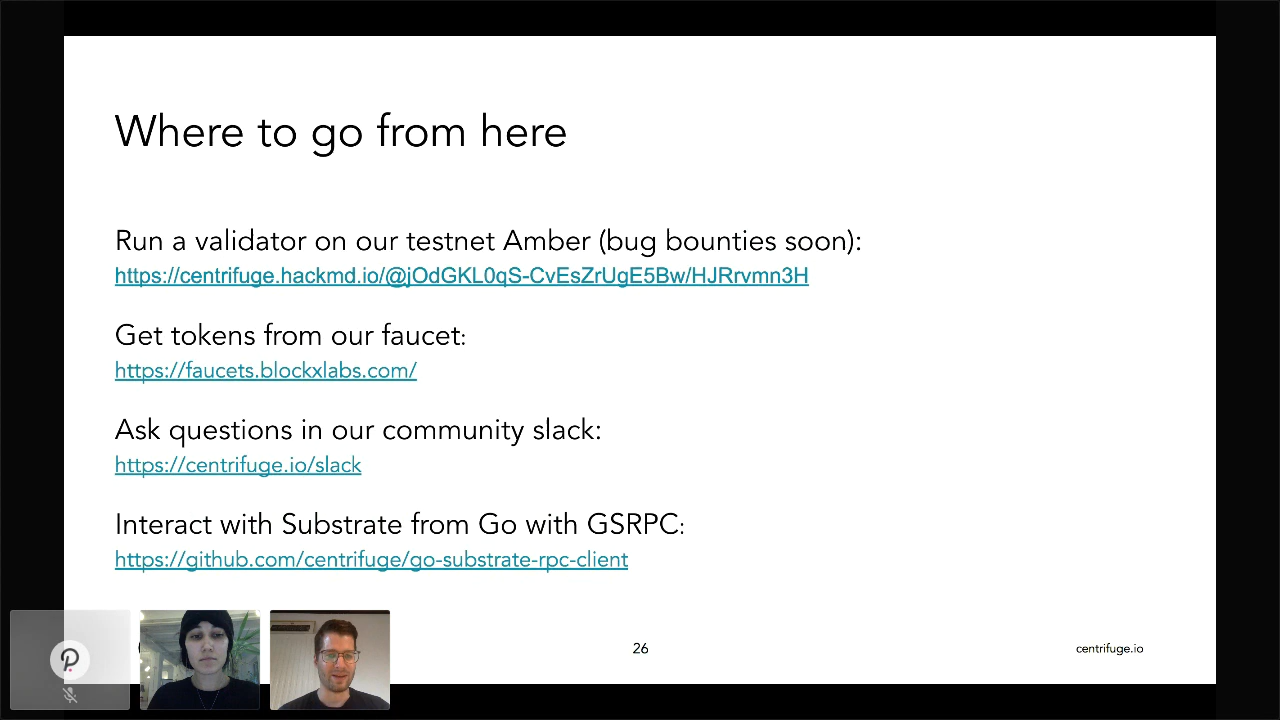 Where to go from here
Run a validator on our testnet Amber (bug bounties soon):
https://centrifuge.hackmd.io/@jOdGKL0qS-CvEsZrUgE5Bw/HJRrvmn3H
Get tokens from our faucet:
https://faucets.blockxlabs.com/
Ask questions in our community slack:
https://centrifuge.io/slack
Interact with Substrate from Go with GSRPC:
https://github.com/centrifuge/go-substrate-rpc-client
26
centrifuge.io